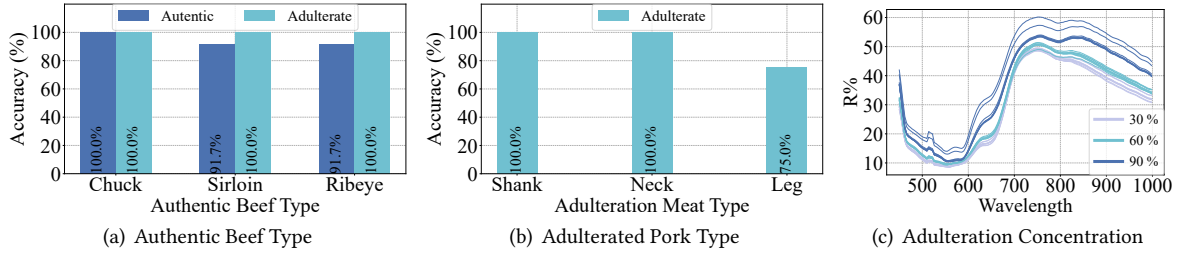 Autentic Adulterate
Accuracy (%)
100
80
60
40
20
0
100.0%
100.0%
91.7%
100.0%
91.7%
100.0%
Chuck Sirloin Ribeye
Authentic Beef Type
(a) Authentic Beef Type
Adulterate
Accuracy (%)
100
80
60
40
20
0
100.0%
100.0%
75.0%
Shank Neck Leg
Adulteration Meat Type
(b) Adulterated Pork Type
R%
60
50
40
30
20
10
30 %
60 %
90 %
500 600 700 800 900 1000
Wavelength
(c) Adulteration Concentration